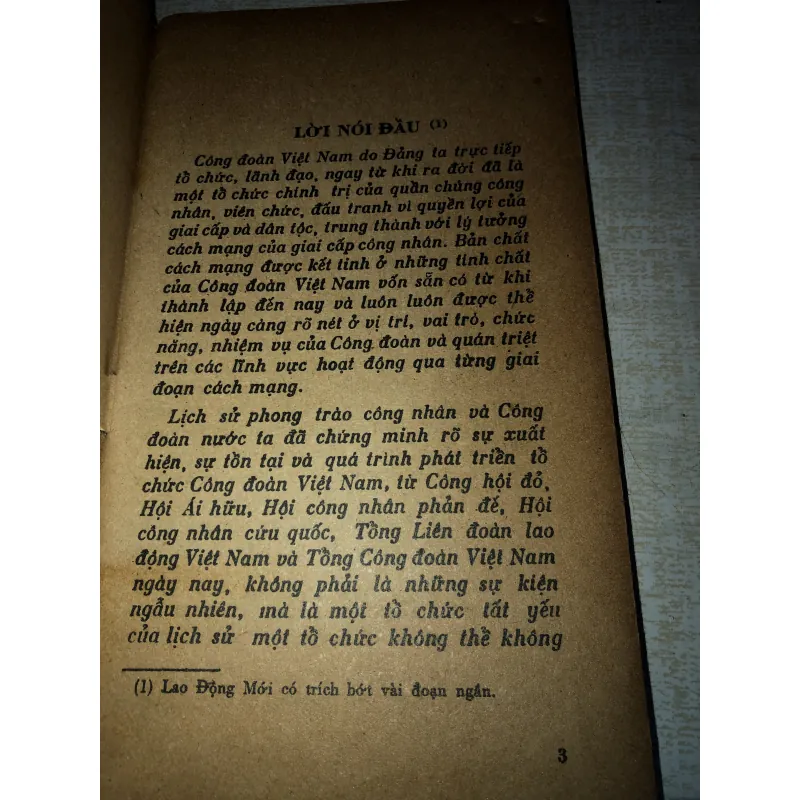 LỜI NÓI ĐẦU (1)
Công đoàn Việt Nam do Đảng ta trực tiếp
tổ chức, lãnh đạo, ngay từ khi ra đời đã là
một tổ chức chính trị của quần chúng công
nhân, viên chức, đấu tranh vì quyền lợi của
giai cấp và dân tộc, trung thành với lý tưởng
cách mạng của giai cấp công nhân. Bản chất
cách mạng được kết tinh ở những tính chất
của Công đoàn Việt Nam vốn sẵn có từ khi
thành lập đến nay và luôn luôn được thể
hiện ngày càng rõ nét ở vị trí, vai trò, chức
năng, nhiệm vụ của Công đoàn và quán triệt
trên các lĩnh vực hoạt động qua từng giai
đoạn cách mạng.
Lịch sử phong trào công nhân và Công
đoàn nước ta đã chứng minh rõ sự xuất
hiện, sự tồn tại và quá trình phát triển tổ
chức Công đoàn Việt Nam, từ Công hội đỏ,
Hội Ái hữu, Hội công nhân phản đế, Hội
công nhân cứu quốc, Tổng Liên đoàn lao
động Việt Nam và Tổng Công đoàn Việt Nam
ngày nay, không phải là những sự kiện
ngẫu nhiên, mà là một tổ chức tất yếu
của lịch sử một tổ chức không thể không
(1) Lao Động Mới có trích bớt vài đoạn ngắn.
3